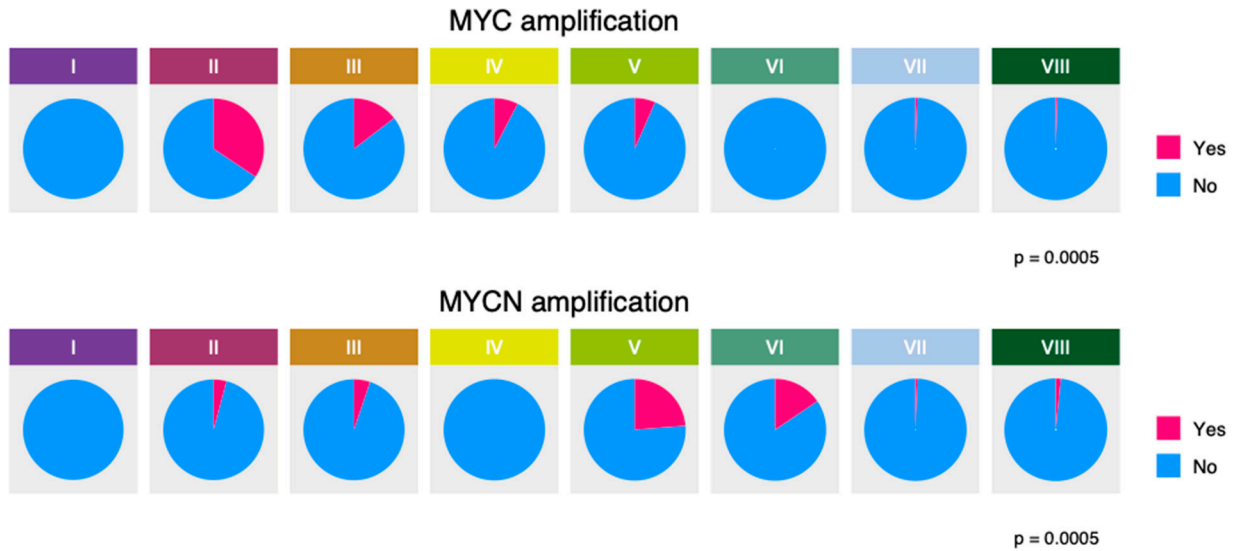 MYC amplification
I II III IV V VI VII VIII
Yes
No
p = 0.0005
MYCN amplification
I II III IV V VI VII VIII
Yes
No
p = 0.0005